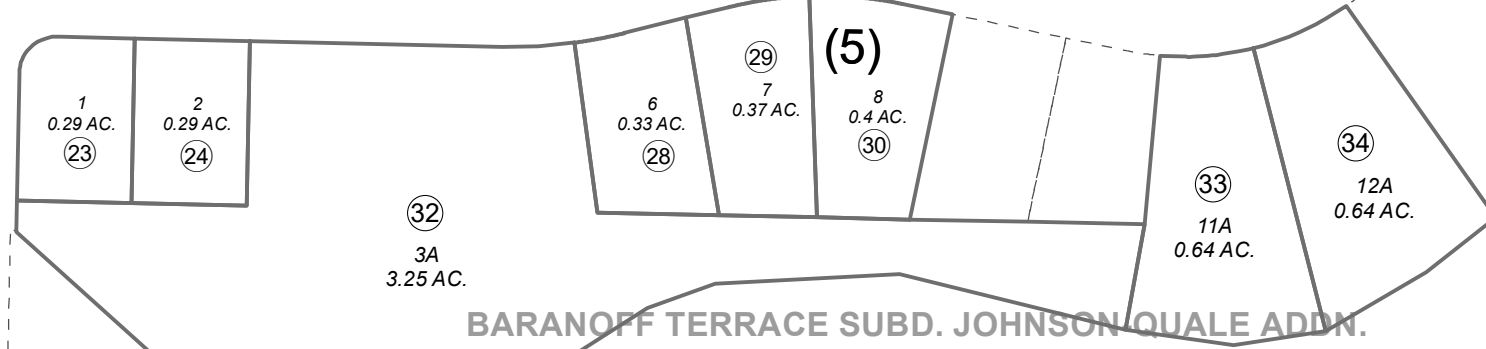 1
0.29 AC.
23
2
0.29 AC.
24
32
3A
3.25 AC.
6
0.33 AC.
28
29
7
0.37 AC.
(5)
8
0.4 AC.
30
33
11A
0.64 AC.
34
12A
0.64 AC.
BARANOFF TERRACE SUBD. JOHNSON QUALE ADDN.